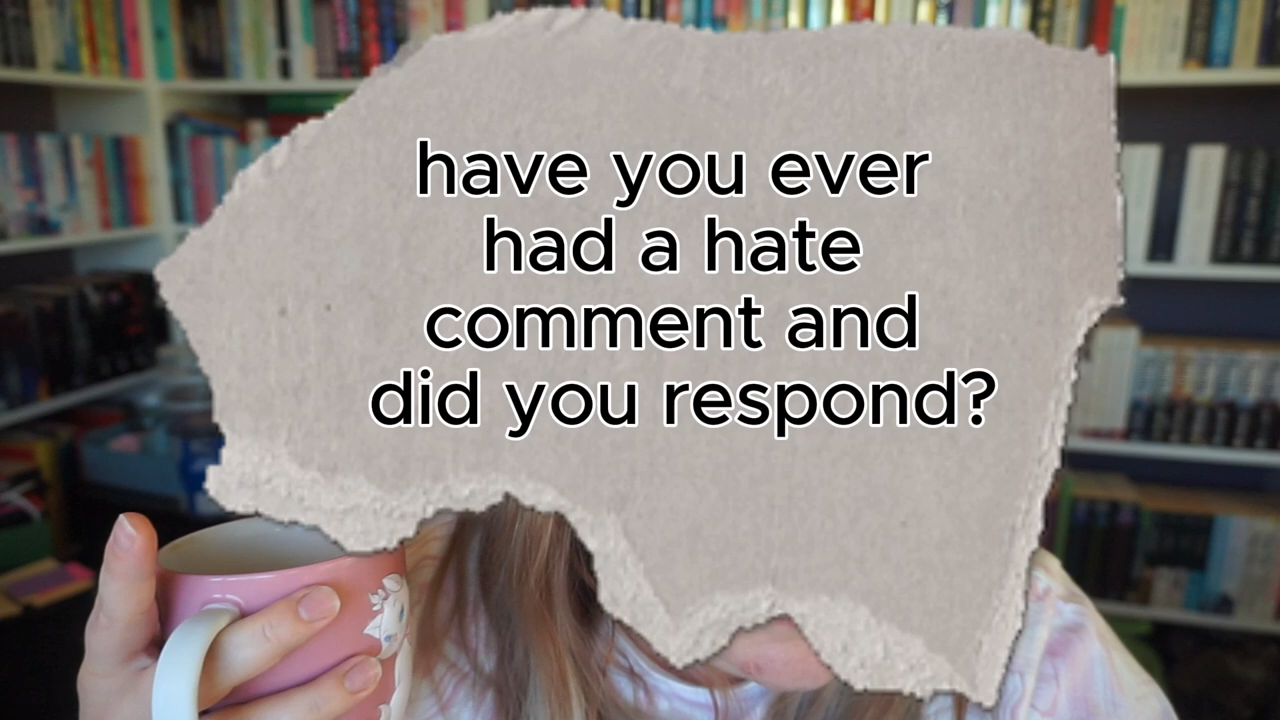 have you ever
had a hate
comment and
did you respond?